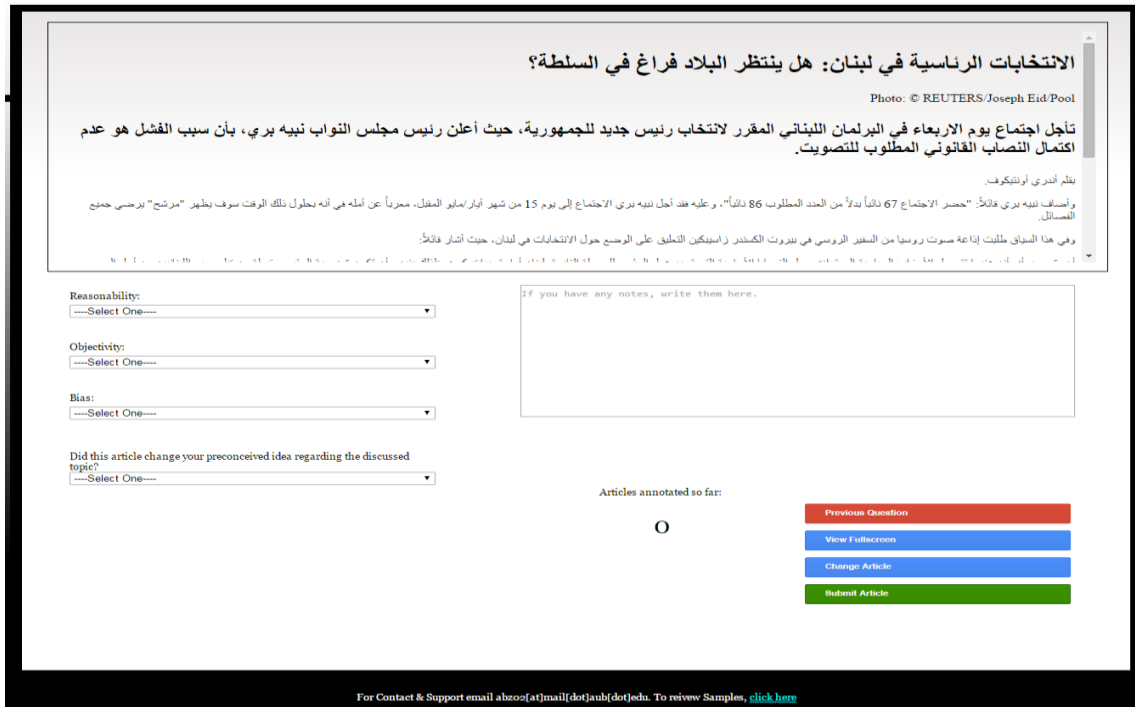 الانتخابات الرئاسية في لبنان: هل ينتظر البلاد فراغ في السلطة؟
Photo: © REUTERS/Joseph Eid/Pool
تأجل اجتماع يوم الاربعاء في البرلمان اللبناني المقرر لانتخاب رئيس جديد للجمهورية، حيث أعلن رئيس مجلس النواب نبيه بري، بأن سبب الفشل هو عدم
اكتمال النصاب القانوني المطلوب للتصويت.
بقلم أندري أونتيكوف.
وأضاف نبيه بري قائلاً: "حضر الاجتماع 67 نائباً بدلاً من العدد المطلوب 86 نائباً"، وعليه فقد أجل نبيه بري الاجتماع إلى يوم 15 من شهر أيار/مايو المقبل، معرباً عن أمله في أنه بحلول ذلك الوقت سوف يظهر "مرشح" يرضي جميع
الفصائل.
وفي هذا السياق طلبت إذاعة صوت روسيا من السفير الروسي في بيروت الكسندر زاسيبكين التعليق على الوضع حول الانتخابات في لبنان، حيث أشار قائلاً:
Reasonability:
----Select One----
If you have any notes, write them here.
Objectivity:
----Select One----
Bias:
----Select One----
Did this article change your preconceived idea regarding the discussed
topic?
----Select One----
Articles annotated so far:
0
Previous Question
View Fullscreen
Change Article
Submit Article
For Contact & Support email abz02[at]mail[dot]aub[dot]edu. To reivew Samples, click here